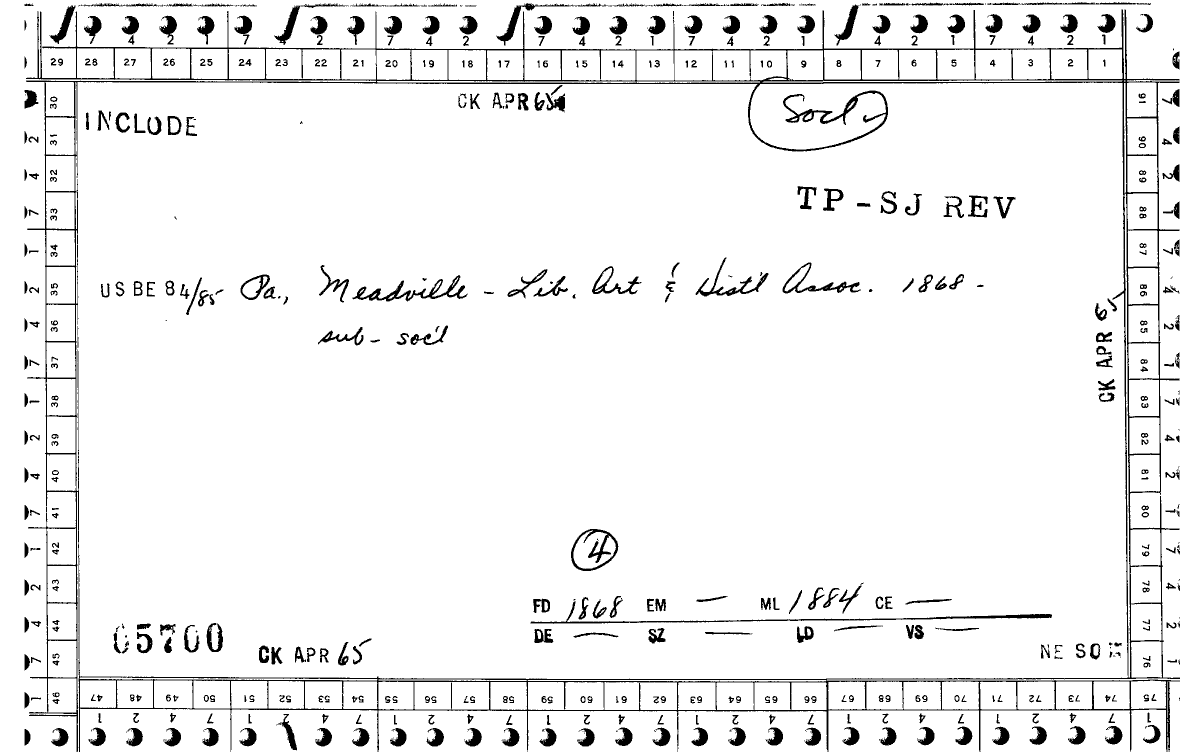 7 4 2 1 7 4 2 1 7 4 2 1 7 4 2 1 7 4 2 1 7 4 2 1 7 4 2 1
29 28 27 26 25 24 23 22 21 20 19 18 17 16 15 14 13 12 11 10 9 8 7 6 5 4 3 2 1
CK APR 65
Socl
INCLUDE
TP-SJ REV
US BE 84/85 Pa., Meadville - Lib. Art & Hist'l Assoc. 1868 -
sub - soc'l
CK APR 65
4
FD 1868 EM — ML 1884 CE —
DE — SZ — LD — VS —
05700
CK APR 65
NE SO
30 31 32 33 34 35 36 37 38 39 40 41 42 43 44 45 46
91 90 89 88 87 86 85 84 83 82 81 80 79 78 77 76
47 48 49 50 51 52 53 54 55 56 57 58 59 60 61 62 63 64 65 66 67 68 69 70 71 72 73 74 75
1 2 4 7 1 2 4 7 1 2 4 7 1 2 4 7 1 2 4 7 1 2 4 7 1 2 4 7